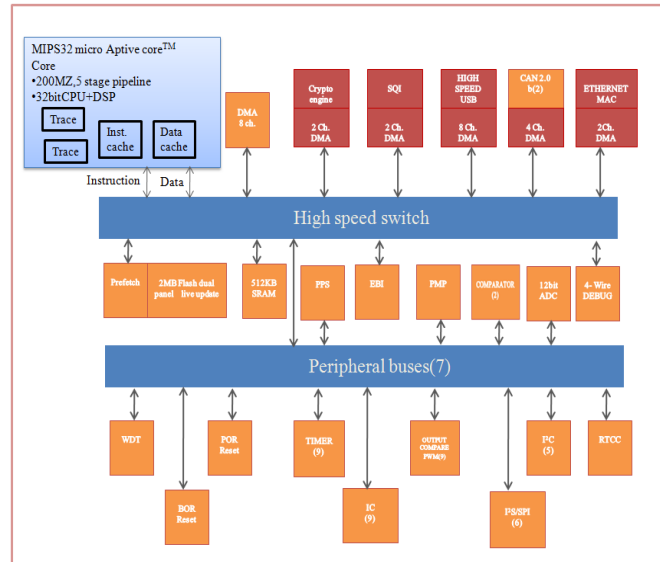 MIPS32 micro Aptive core™
Core
•200MZ,5 stage pipeline
•32bitCPU+DSP
Trace
Trace
Inst.
cache
Data
cache
Instruction
Data
DMA
8 ch.
Crypto
engine
2 Ch.
DMA
SQI
2 Ch.
DMA
HIGH
SPEED
USB
8 Ch.
DMA
CAN 2.0
b(2)
4 Ch.
DMA
ETHERNET
MAC
2Ch.
DMA
High speed switch
Prefetch
2MB Flash dual
panel live update
512KB
SRAM
PPS
EBI
PMP
COMPARATOR
(2)
12bit
ADC
4- Wire
DEBUG
Peripheral buses(7)
WDT
BOR
Reset
POR
Reset
TIMER
(9)
IC
(9)
OUTPUT
COMPARE
PWM(9)
I²S/SPI
(6)
I²C
(5)
RTCC